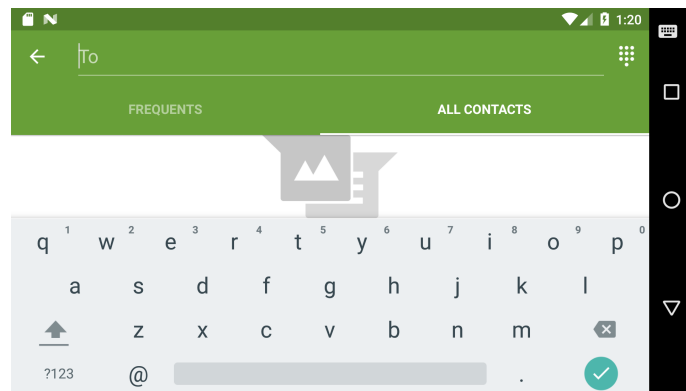 1:20
To
FREQUENTS ALL CONTACTS
q 1 w 2 e 3 r 4 t 5 y 6 u 7 i 8 o 9 p 0
a s d f g h j k l
z x c v b n m
?123 @ .